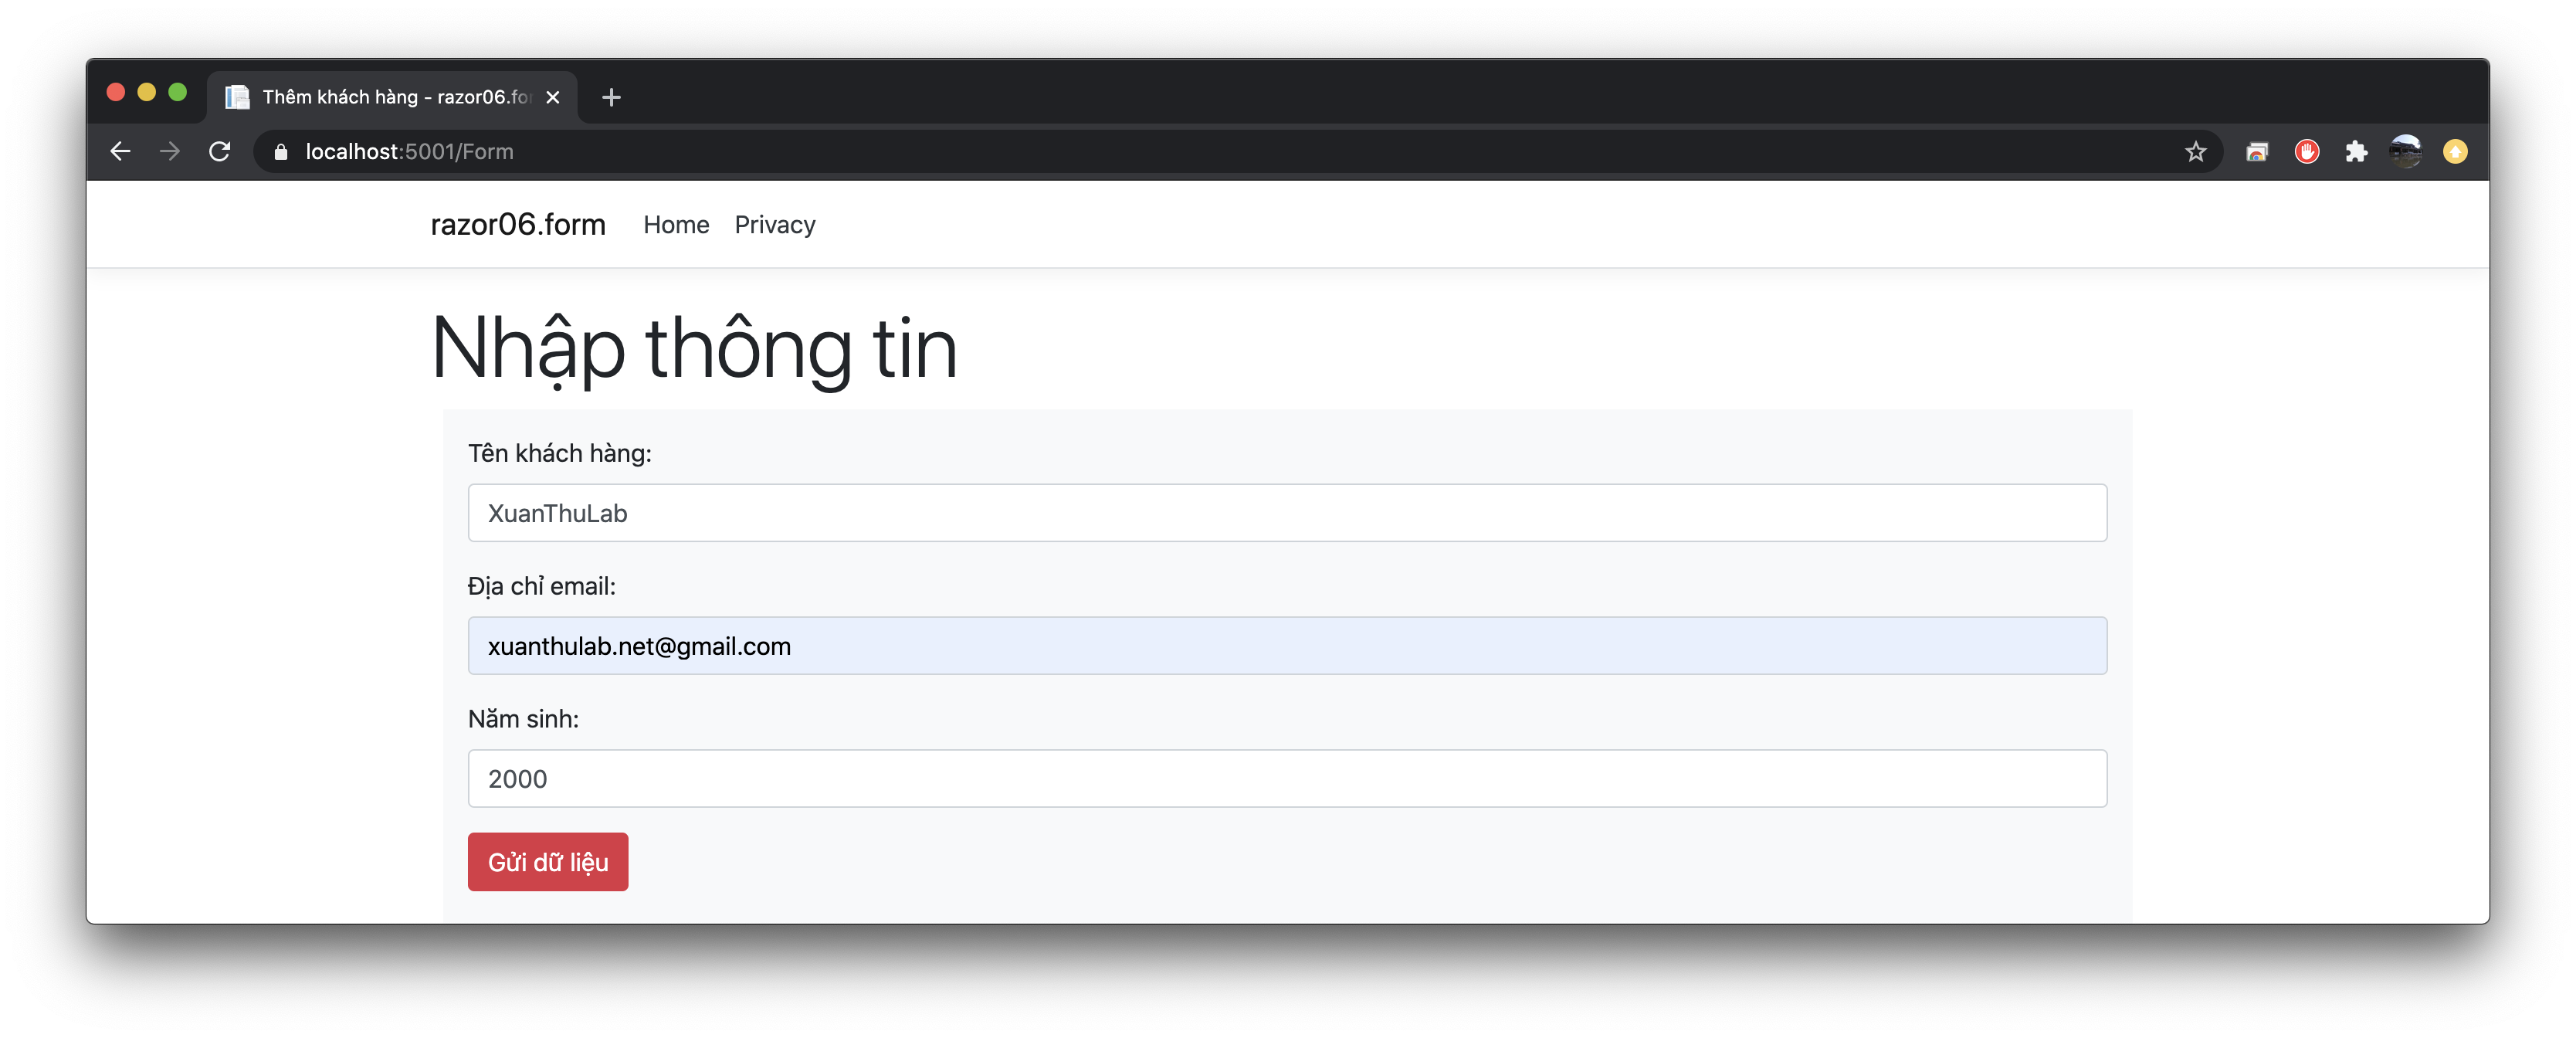 Thêm khách hàng - razor06.for
localhost:5001/Form
razor06.form Home Privacy
Nhập thông tin
Tên khách hàng:
XuanThuLab
Địa chỉ email:
xuanthulab.net@gmail.com
Năm sinh:
2000
Gửi dữ liệu